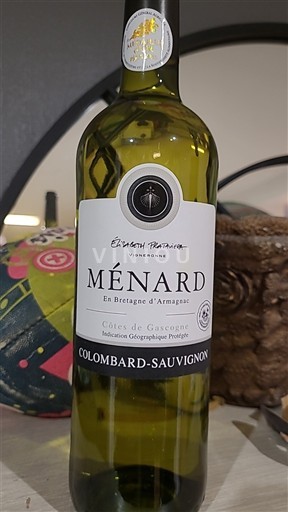 Élisabeth Prataviera
VIGNERONNE
MÉNARD
En Bretagne d'Armagnac
Côtes de Gascogne
Indication Géographique Protégée
COLOMBARD-SAUVIGNON